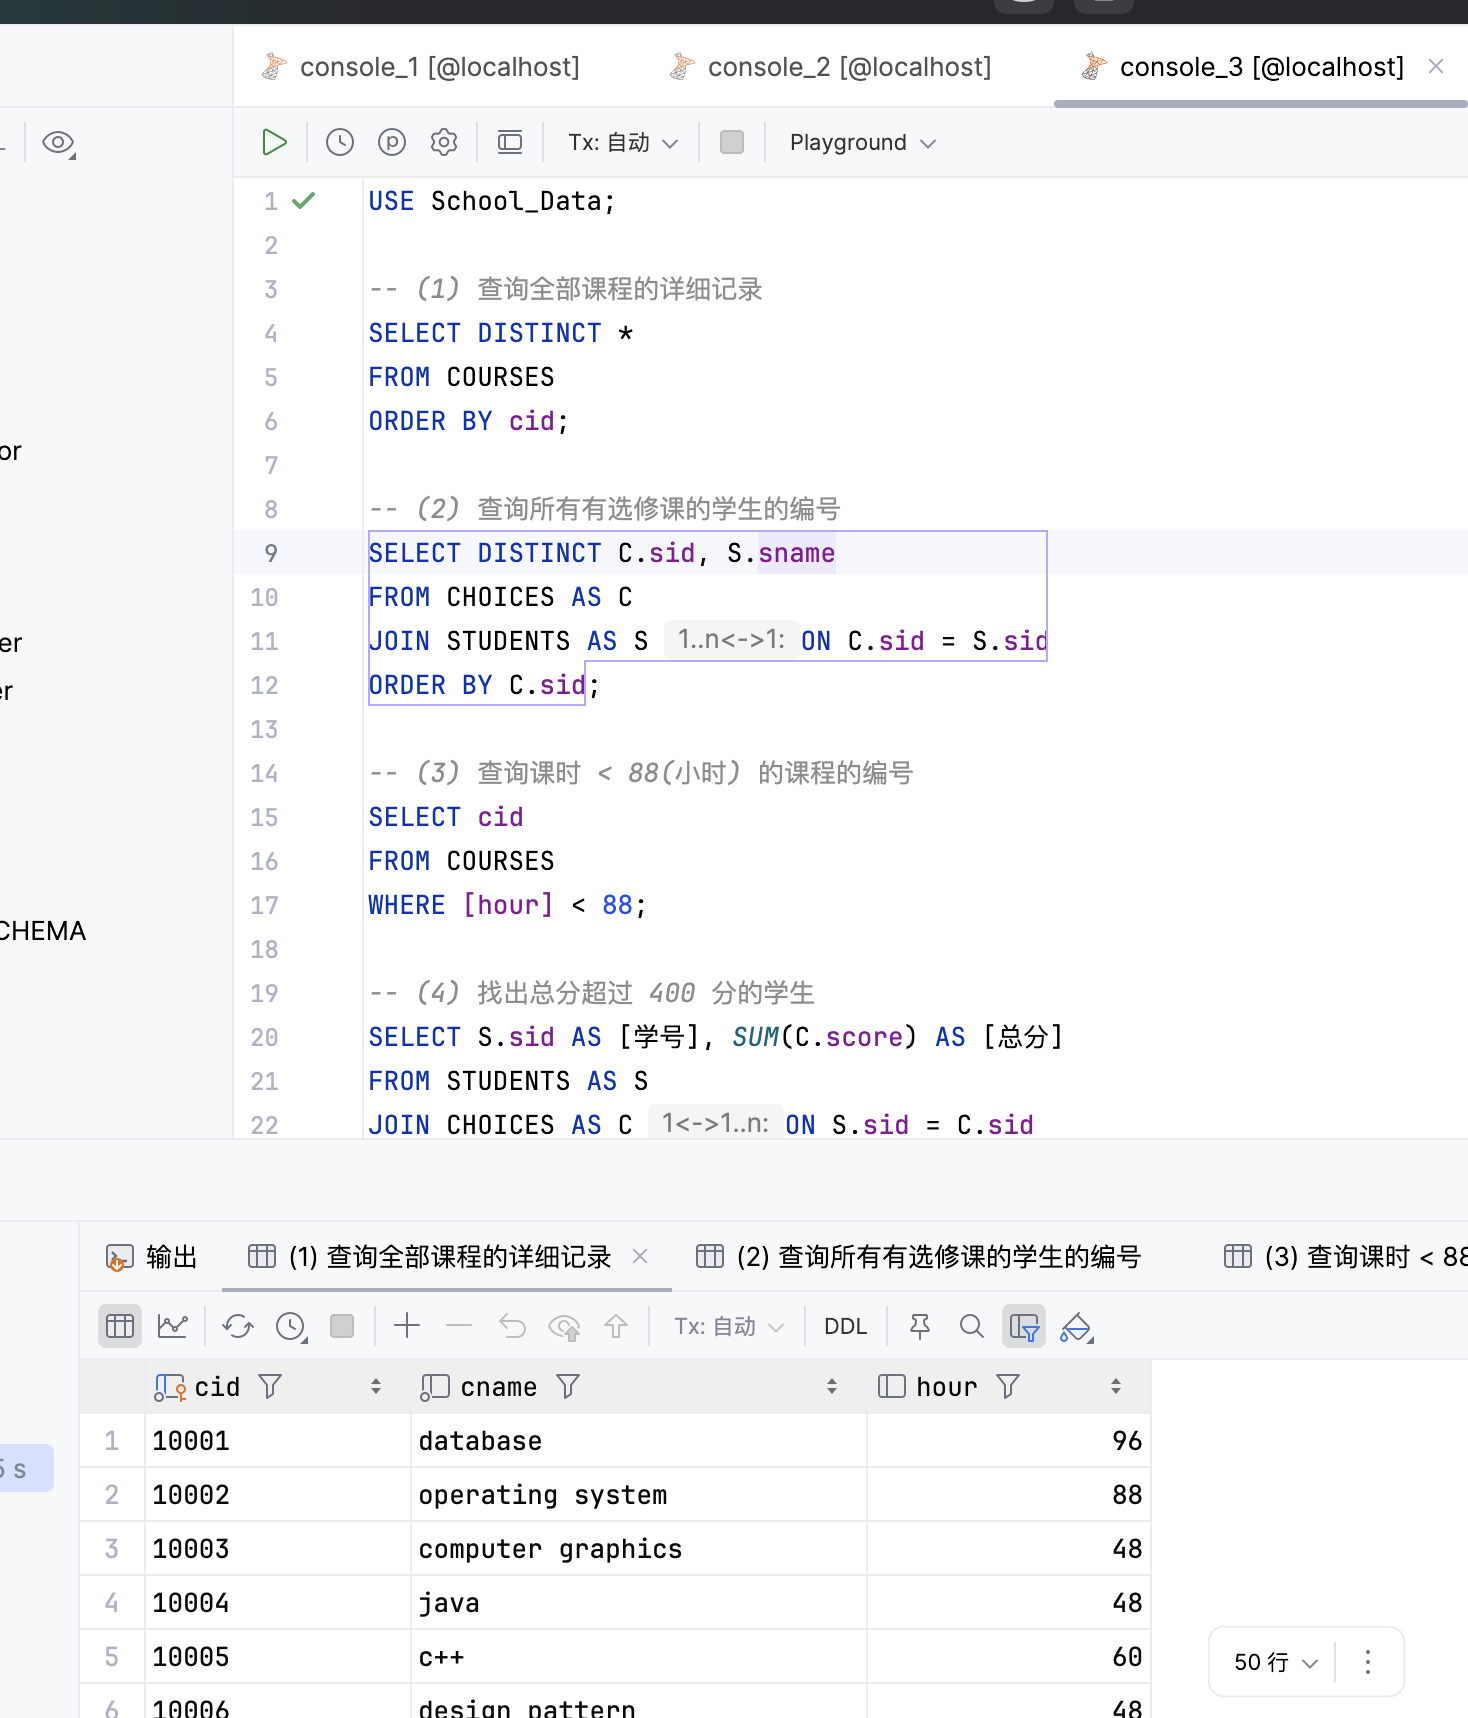 console_1 [@localhost]
console_2 [@localhost]
console_3 [@localhost]
Tx: 自动
Playground
1 USE School_Data;
2
3 -- (1) 查询全部课程的详细记录
4 SELECT DISTINCT *
5 FROM COURSES
6 ORDER BY cid;
7
8 -- (2) 查询所有有选修课的学生的编号
9 SELECT DISTINCT C.sid, S.sname
10 FROM CHOICES AS C
11 JOIN STUDENTS AS S 1..n<->1: ON C.sid = S.sid
12 ORDER BY C.sid;
13
14 -- (3) 查询课时 < 88(小时) 的课程的编号
15 SELECT cid
16 FROM COURSES
17 WHERE [hour] < 88;
18
19 -- (4) 找出总分超过 400 分的学生
20 SELECT S.sid AS [学号], SUM(C.score) AS [总分]
21 FROM STUDENTS AS S
22 JOIN CHOICES AS C 1<->1..n: ON S.sid = C.sid
or
er
er
CHEMA
输出
(1) 查询全部课程的详细记录
(2) 查询所有有选修课的学生的编号
(3) 查询课时 < 88
Tx: 自动
DDL
cid cname hour
1 10001 database 96
2 10002 operating system 88
3 10003 computer graphics 48
4 10004 java 48
5 10005 c++ 60
6 10006 design pattern 48
5 s
50 行